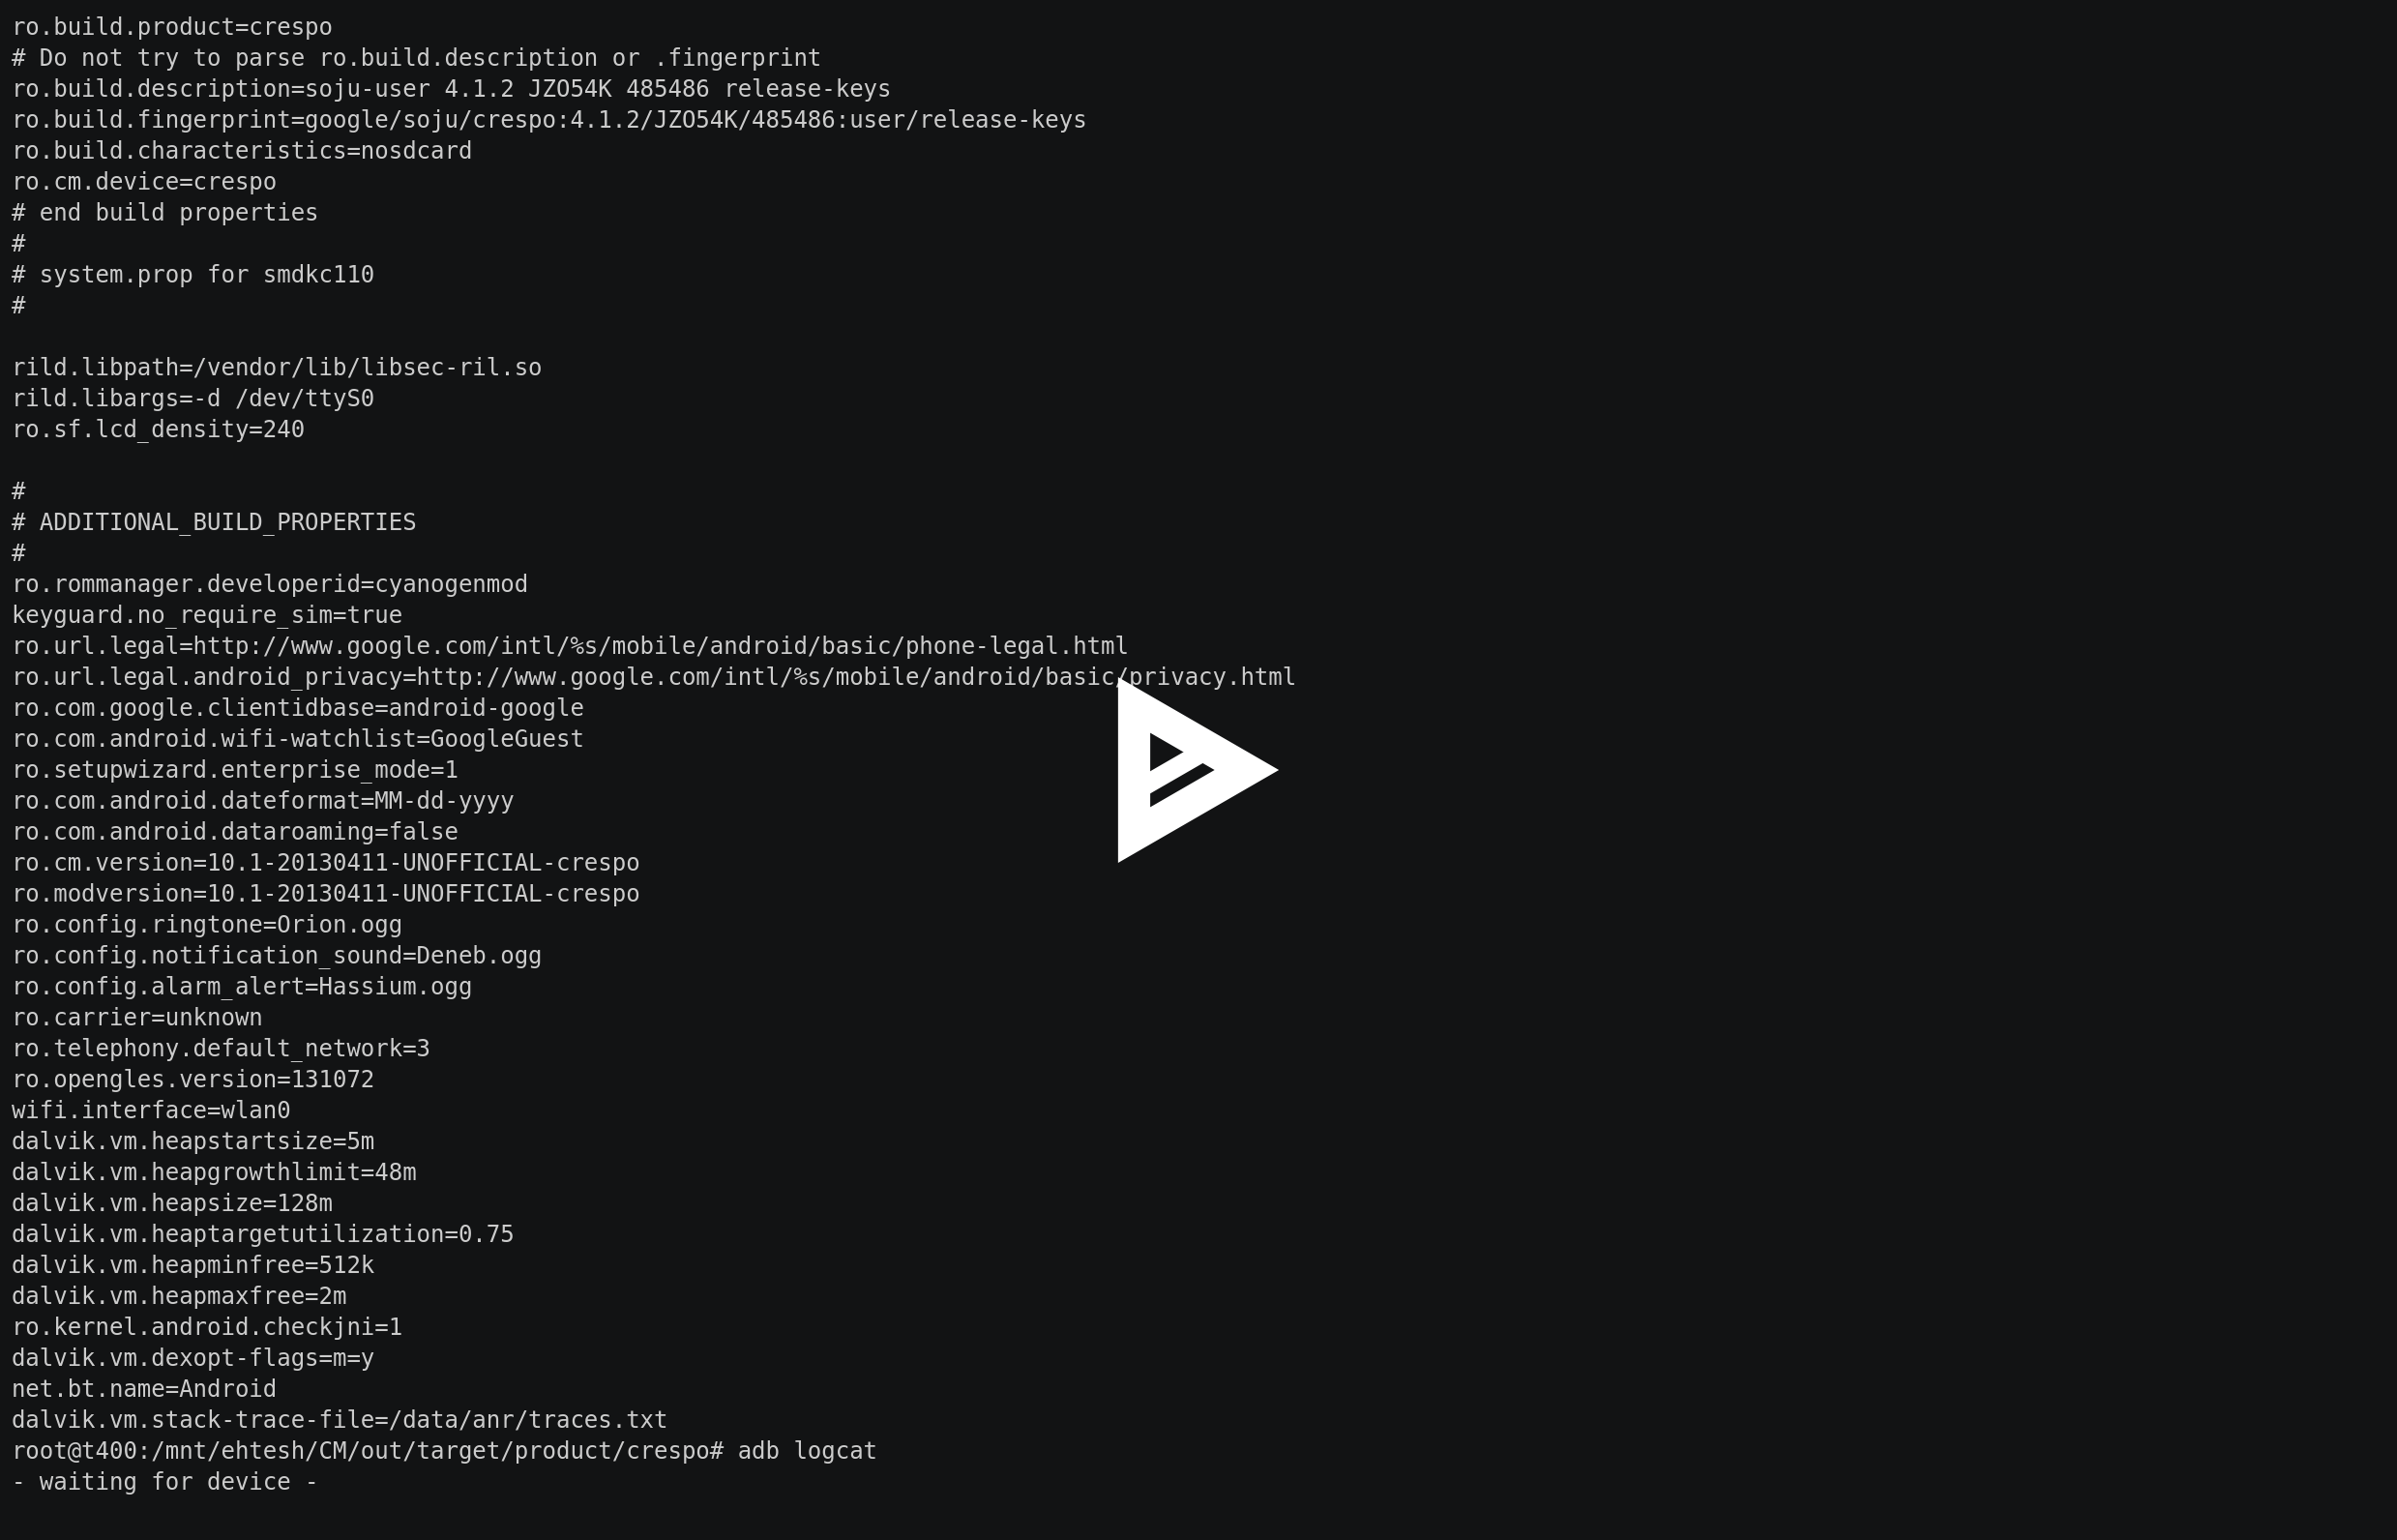 ro.build.product=crespo
# Do not try to parse ro.build.description or .fingerprint
ro.build.description=soju-user 4.1.2 JZO54K 485486 release-keys
ro.build.fingerprint=google/soju/crespo:4.1.2/JZO54K/485486:user/release-keys
ro.build.characteristics=nosdcard
ro.cm.device=crespo
# end build properties
#
# system.prop for smdkc110
#

rild.libpath=/vendor/lib/libsec-ril.so
rild.libargs=-d /dev/ttyS0
ro.sf.lcd_density=240

#
# ADDITIONAL_BUILD_PROPERTIES
#
ro.rommanager.developerid=cyanogenmod
keyguard.no_require_sim=true
ro.url.legal=http://www.google.com/intl/%s/mobile/android/basic/phone-legal.html
ro.url.legal.android_privacy=http://www.google.com/intl/%s/mobile/android/basic/privacy.html
ro.com.google.clientidbase=android-google
ro.com.android.wifi-watchlist=GoogleGuest
ro.setupwizard.enterprise_mode=1
ro.com.android.dateformat=MM-dd-yyyy
ro.com.android.dataroaming=false
ro.cm.version=10.1-20130411-UNOFFICIAL-crespo
ro.modversion=10.1-20130411-UNOFFICIAL-crespo
ro.config.ringtone=Orion.ogg
ro.config.notification_sound=Deneb.ogg
ro.config.alarm_alert=Hassium.ogg
ro.carrier=unknown
ro.telephony.default_network=3
ro.opengles.version=131072
wifi.interface=wlan0
dalvik.vm.heapstartsize=5m
dalvik.vm.heapgrowthlimit=48m
dalvik.vm.heapsize=128m
dalvik.vm.heaptargetutilization=0.75
dalvik.vm.heapminfree=512k
dalvik.vm.heapmaxfree=2m
ro.kernel.android.checkjni=1
dalvik.vm.dexopt-flags=m=y
net.bt.name=Android
dalvik.vm.stack-trace-file=/data/anr/traces.txt
root@t400:/mnt/ehtesh/CM/out/target/product/crespo# adb logcat
- waiting for device -